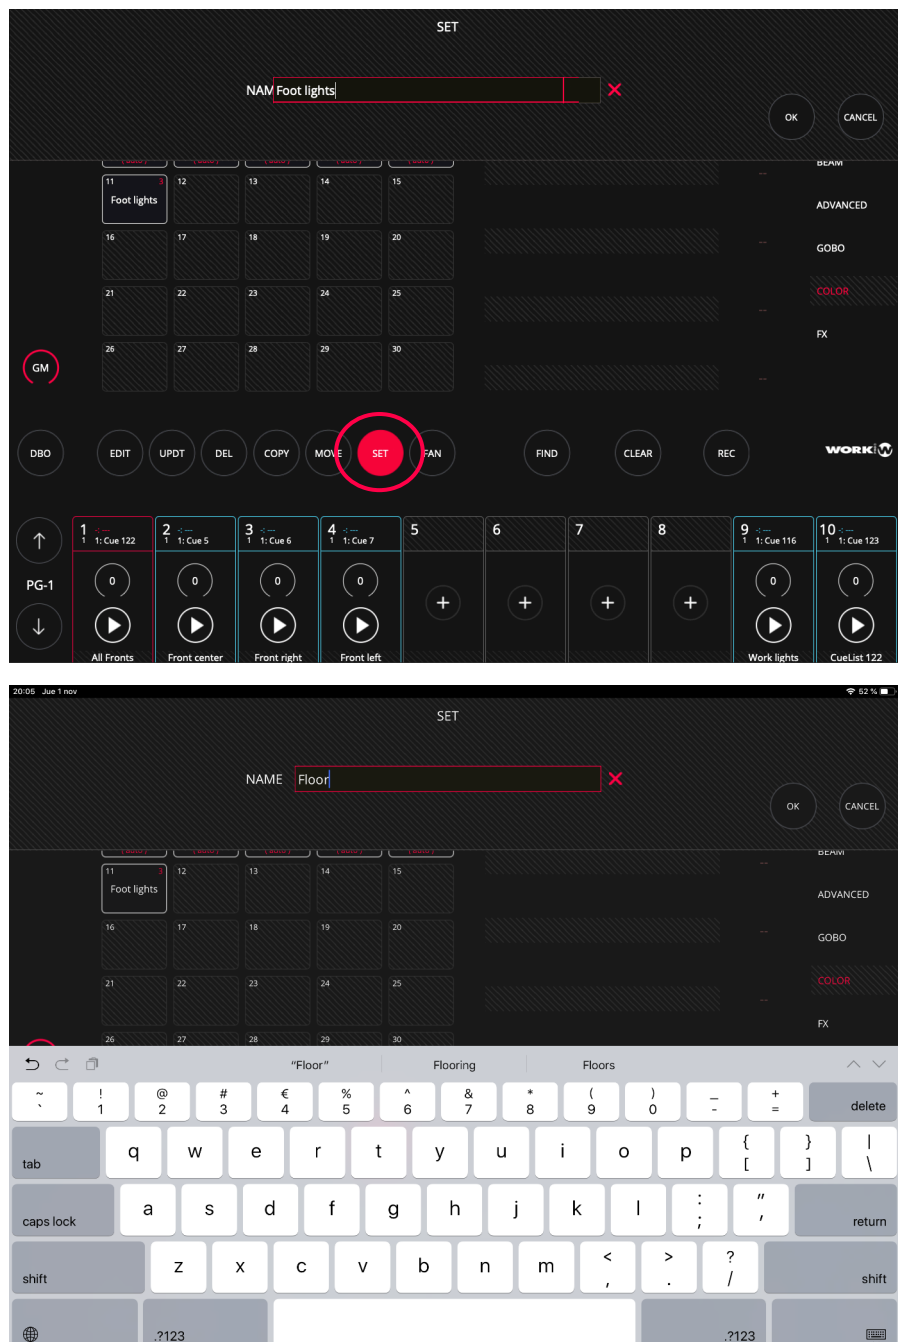 SET
NAM Foot lights
OK CANCEL
BEAM
11 3 12 13 14 15
Foot lights
ADVANCED
16 17 18 19 20
GOBO
21 22 23 24 25
COLOR
FX
26 27 28 29 30
GM
DBO EDIT UPDT DEL COPY MOVE SET FAN FIND CLEAR REC WORK
1 -:-- 2 -:-- 3 -:-- 4 -:-- 5 6 7 8 9 -:-- 10 -:--
1 1: Cue 122 1 1: Cue 5 1 1: Cue 6 1 1: Cue 7 1 1: Cue 116 1 1: Cue 123
PG-1 0 0 0 0 + + + + 0 0
All Fronts Front center Front right Front left Work lights CueList 122
20:05 Jue 1 nov 52 %
SET
NAME Floor
OK CANCEL
BEAM
11 3 12 13 14 15
Foot lights
ADVANCED
16 17 18 19 20
GOBO
21 22 23 24 25
COLOR
FX
26 27 28 29 30
“Floor” Flooring Floors
~ ! @ # € % ^ & * ( ) _ +
` 1 2 3 4 5 6 7 8 9 0 - = delete
{ } |
tab q w e r t y u i o p [ ] \
: "
caps lock a s d f g h j k l ; ' return
< > ?
shift z x c v b n m , . / shift
.?123 .?123